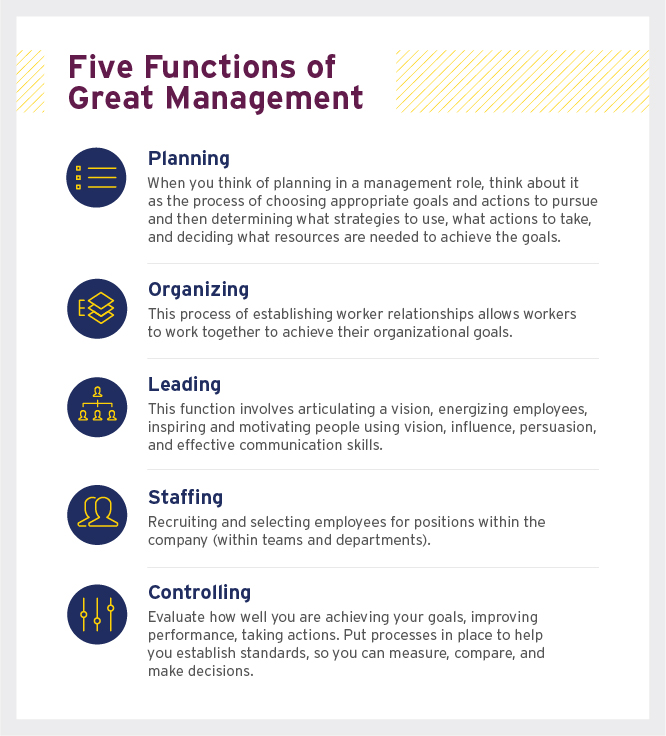 Five Functions of
Great Management
Planning
When you think of planning in a management role, think about it
as the process of choosing appropriate goals and actions to pursue
and then determining what strategies to use, what actions to take,
and deciding what resources are needed to achieve the goals.
Organizing
This process of establishing worker relationships allows workers
to work together to achieve their organizational goals.
Leading
This function involves articulating a vision, energizing employees,
inspiring and motivating people using vision, influence, persuasion,
and effective communication skills.
Staffing
Recruiting and selecting employees for positions within the
company (within teams and departments).
Controlling
Evaluate how well you are achieving your goals, improving
performance, taking actions. Put processes in place to help
you establish standards, so you can measure, compare, and
make decisions.